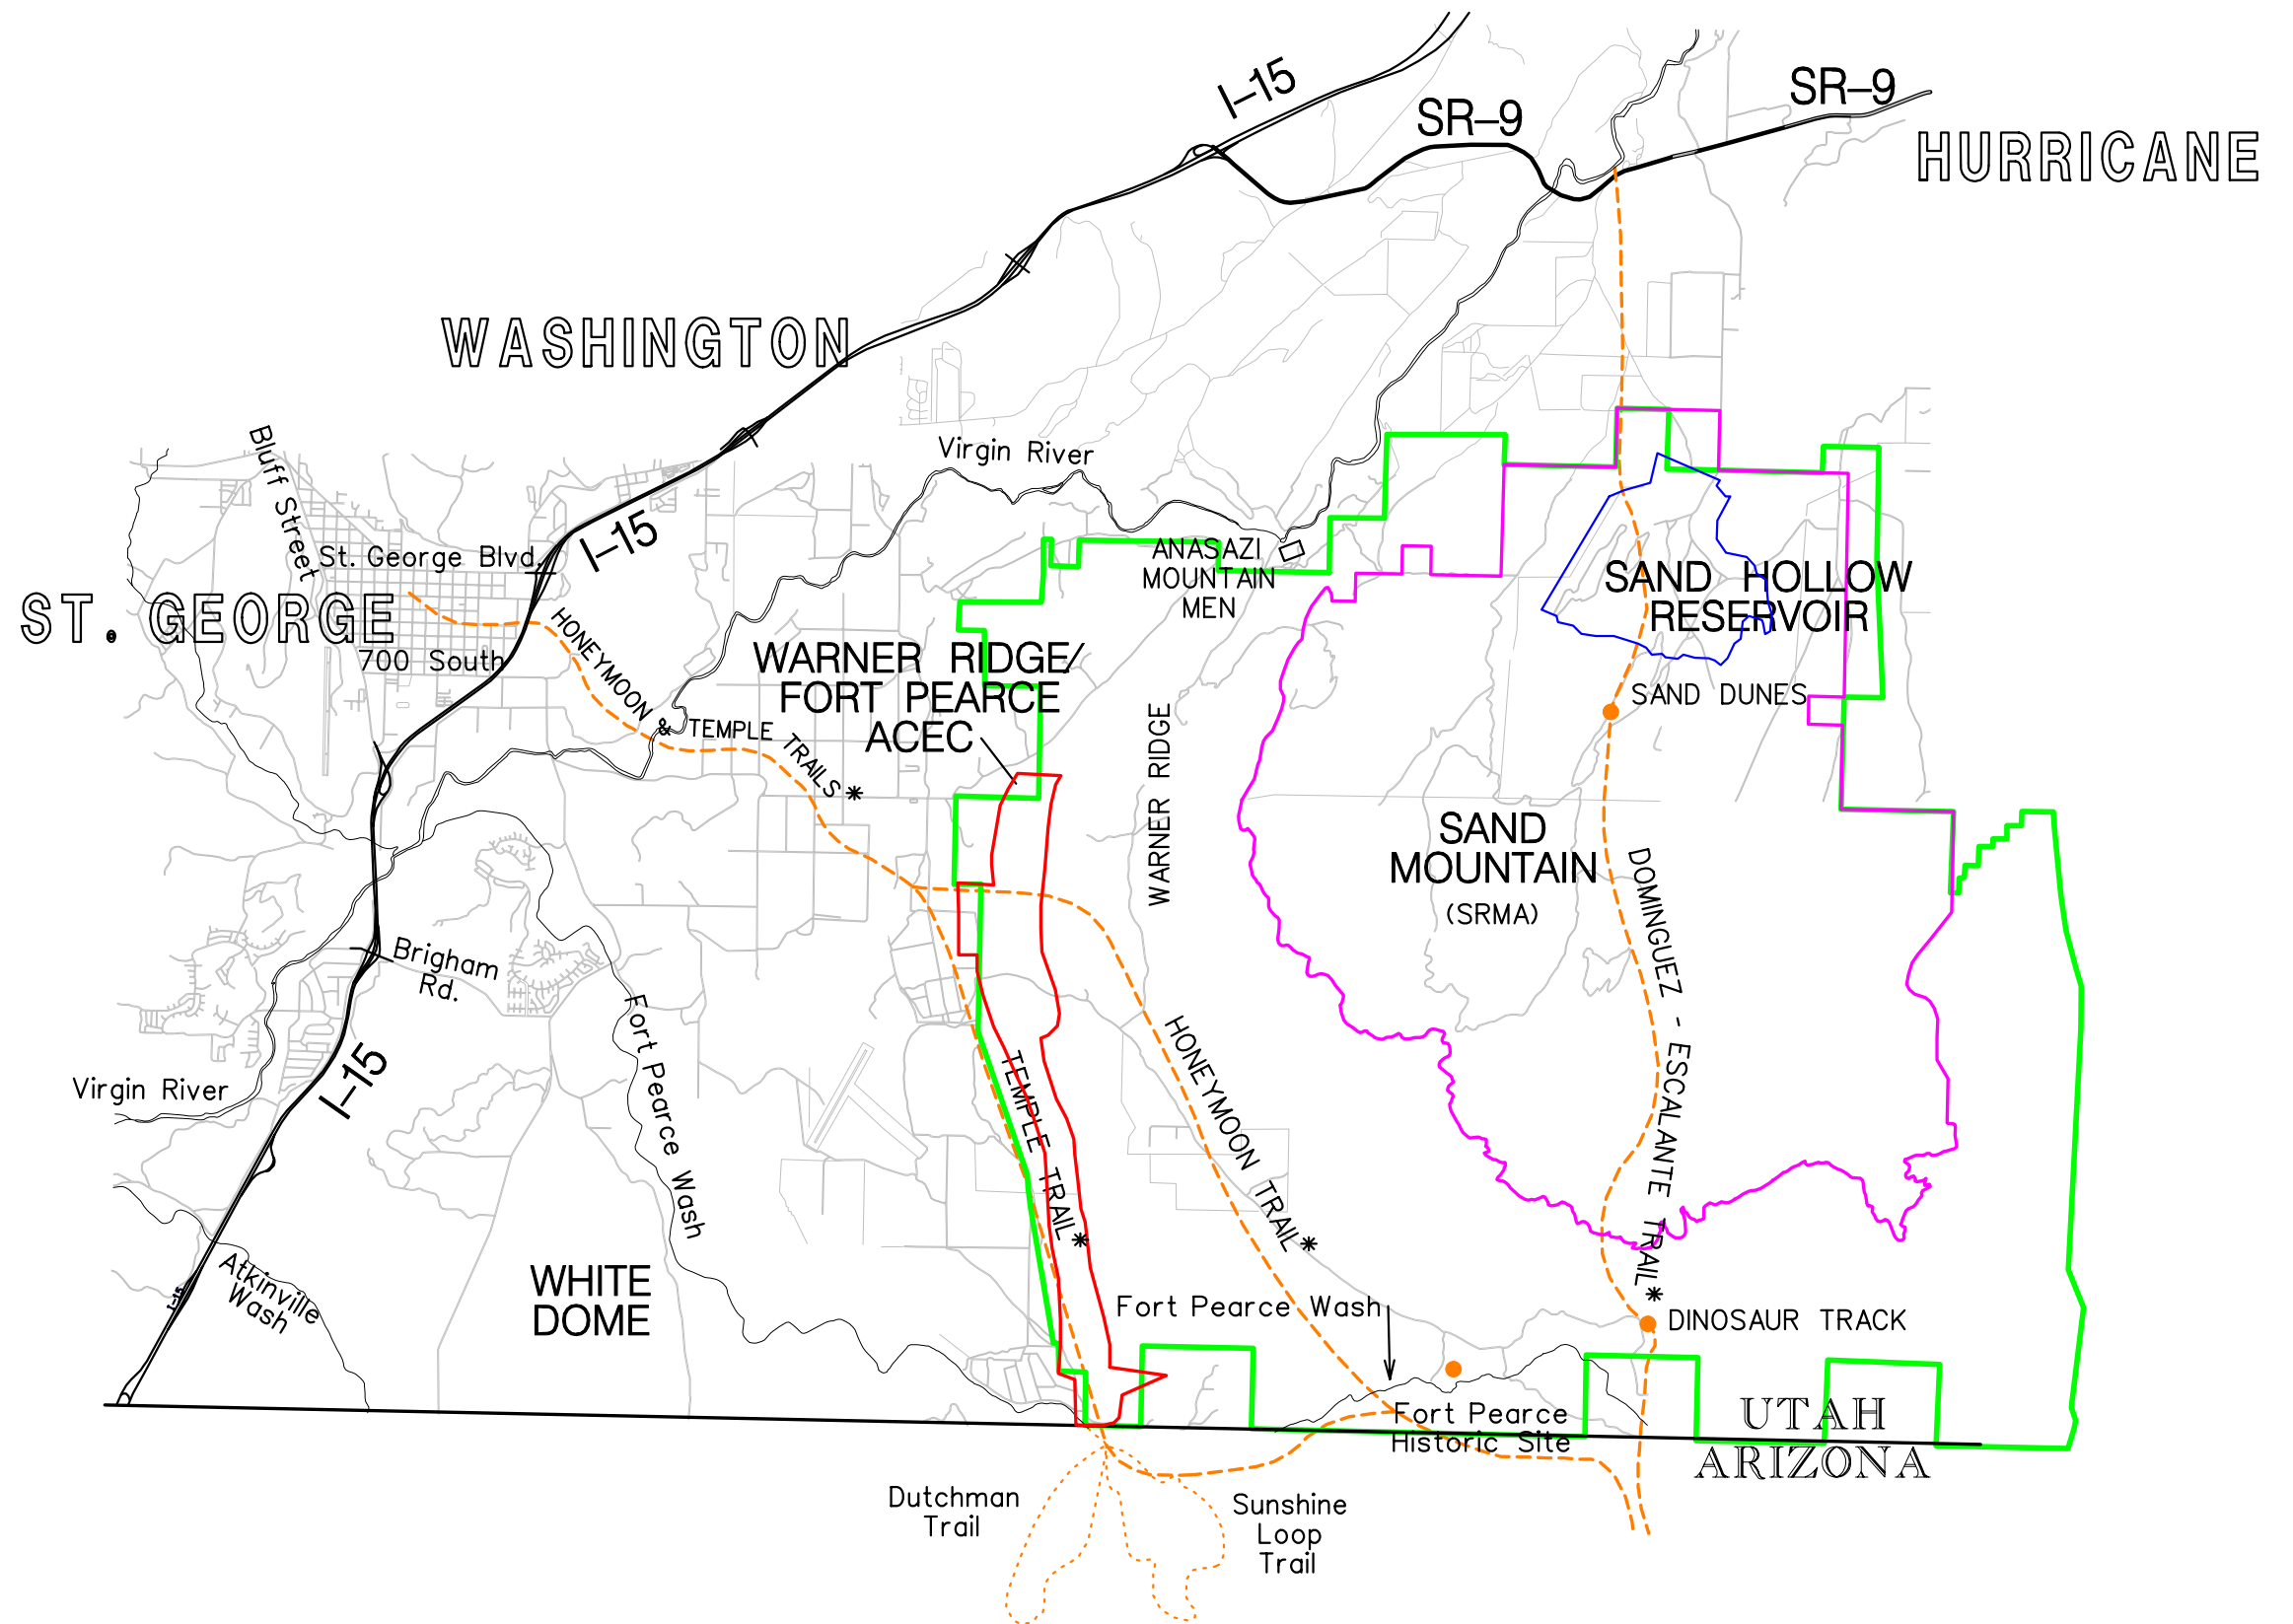 I-15
SR-9
SR-9
HURRICANE
WASHINGTON
Bluff Street
Virgin River
I-15
St. George Blvd.
ST. GEORGE
700 South
HONEYMOON & TEMPLE TRAILS *
ANASAZI
MOUNTAIN
MEN
SAND HOLLOW
RESERVOIR
WARNER RIDGE/
FORT PEARCE
ACEC
SAND DUNES
WARNER RIDGE
SAND
MOUNTAIN
(SRMA)
DOMINGUEZ - ESCALANTE TRAIL *
Brigham
Rd.
Fort Pearce Wash
I-15
Virgin River
TEMPLE TRAIL *
HONEYMOON TRAIL *
Atkinville
Wash
I-15
WHITE
DOME
Fort Pearce Wash
DINOSAUR TRACK
Fort Pearce
Historic Site
UTAH
ARIZONA
Dutchman
Trail
Sunshine
Loop
Trail